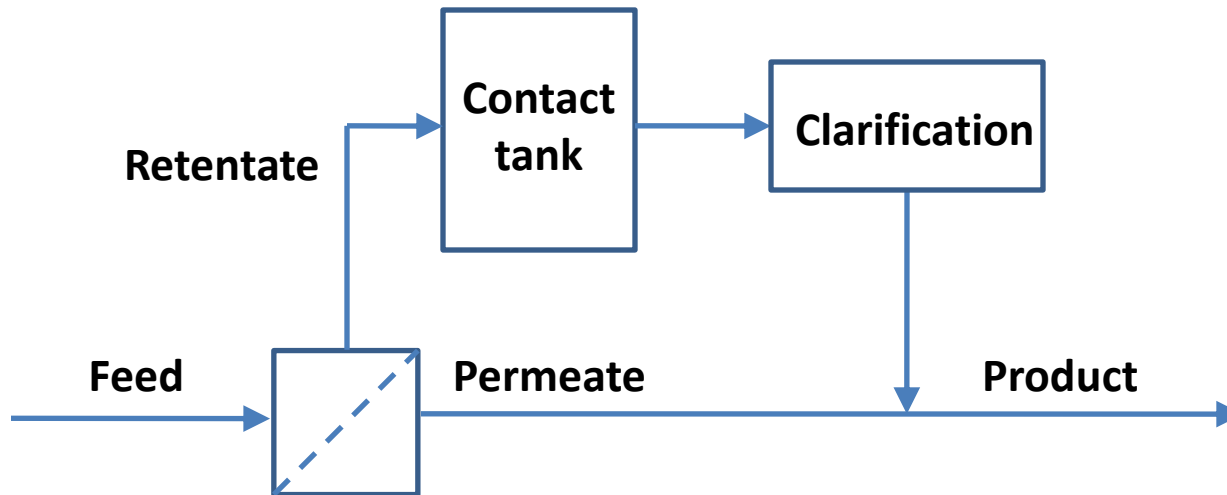 Contact
tank
Clarification
Retentate
Feed
Permeate
Product